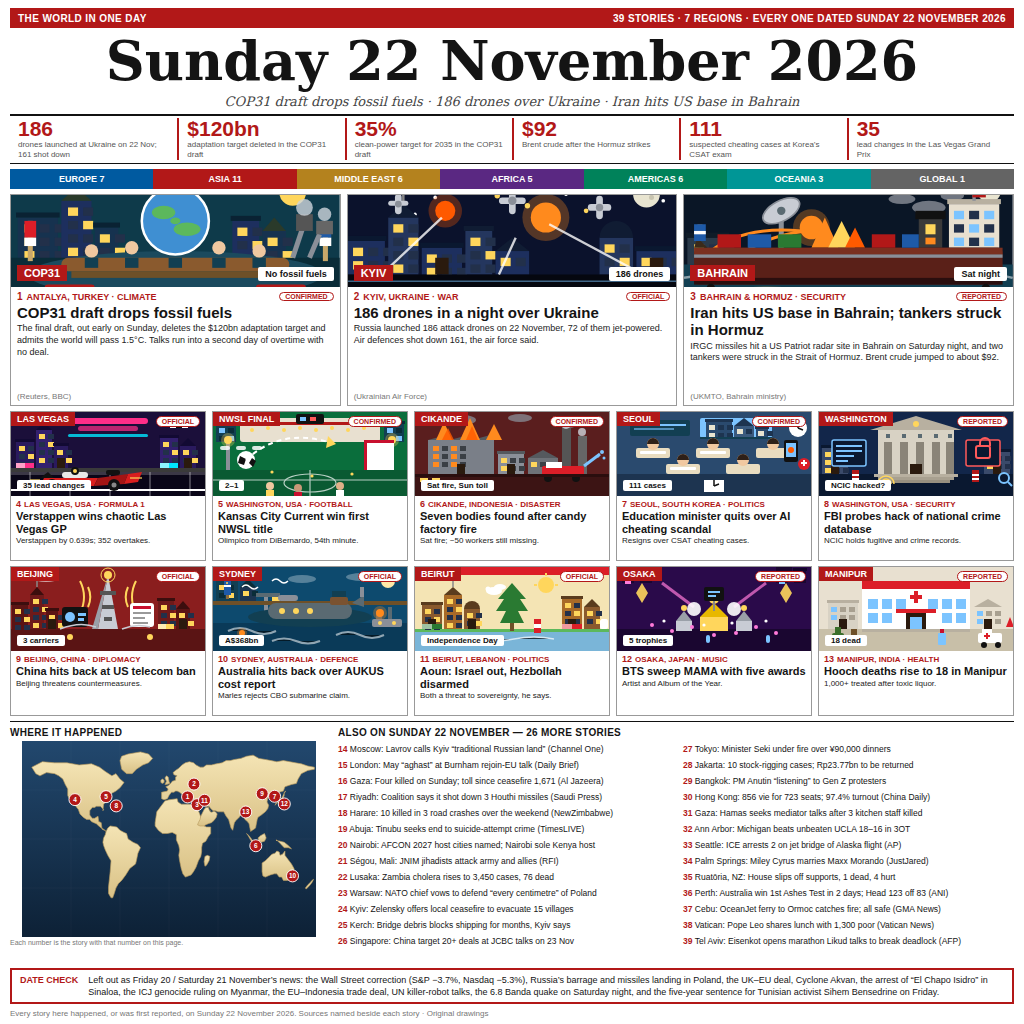 THE WORLD IN ONE DAY
39 STORIES · 7 REGIONS · EVERY ONE DATED SUNDAY 22 NOVEMBER 2026
Sunday 22 November 2026
COP31 draft drops fossil fuels · 186 drones over Ukraine · Iran hits US base in Bahrain
186
drones launched at Ukraine on 22 Nov;
161 shot down
$120bn
adaptation target deleted in the COP31
draft
35%
clean-power target for 2035 in the COP31
draft
$92
Brent crude after the Hormuz strikes
111
suspected cheating cases at Korea's
CSAT exam
35
lead changes in the Las Vegas Grand
Prix
EUROPE 7
ASIA 11
MIDDLE EAST 6
AFRICA 5
AMERICAS 6
OCEANIA 3
GLOBAL 1
COP31
No fossil fuels
1 ANTALYA, TURKEY · CLIMATE
CONFIRMED
COP31 draft drops fossil fuels
The final draft, out early on Sunday, deletes the $120bn adaptation target and
admits the world will pass 1.5°C. Talks run into a second day of overtime with
no deal.
(Reuters, BBC)
KYIV
186 drones
2 KYIV, UKRAINE · WAR
OFFICIAL
186 drones in a night over Ukraine
Russia launched 186 attack drones on 22 November, 72 of them jet-powered.
Air defences shot down 161, the air force said.
(Ukrainian Air Force)
BAHRAIN
Sat night
3 BAHRAIN & HORMUZ · SECURITY
REPORTED
Iran hits US base in Bahrain; tankers struck
in Hormuz
IRGC missiles hit a US Patriot radar site in Bahrain on Saturday night, and two
tankers were struck in the Strait of Hormuz. Brent crude jumped to about $92.
(UKMTO, Bahrain ministry)
LAS VEGAS
OFFICIAL
35 lead changes
4 LAS VEGAS, USA · FORMULA 1
Verstappen wins chaotic Las
Vegas GP
Verstappen by 0.639s; 352 overtakes.
NWSL FINAL
CONFIRMED
2–1
5 WASHINGTON, USA · FOOTBALL
Kansas City Current win first
NWSL title
Olimpico from DiBernardo, 54th minute.
CIKANDE
CONFIRMED
Sat fire, Sun toll
6 CIKANDE, INDONESIA · DISASTER
Seven bodies found after candy
factory fire
Sat fire; ~50 workers still missing.
SEOUL
CONFIRMED
111 cases
7 SEOUL, SOUTH KOREA · POLITICS
Education minister quits over AI
cheating scandal
Resigns over CSAT cheating cases.
WASHINGTON
REPORTED
NCIC hacked?
8 WASHINGTON, USA · SECURITY
FBI probes hack of national crime
database
NCIC holds fugitive and crime records.
BEIJING
OFFICIAL
3 carriers
9 BEIJING, CHINA · DIPLOMACY
China hits back at US telecom ban
Beijing threatens countermeasures.
SYDNEY
OFFICIAL
A$368bn
10 SYDNEY, AUSTRALIA · DEFENCE
Australia hits back over AUKUS
cost report
Marles rejects CBO submarine claim.
BEIRUT
OFFICIAL
Independence Day
11 BEIRUT, LEBANON · POLITICS
Aoun: Israel out, Hezbollah
disarmed
Both a threat to sovereignty, he says.
OSAKA
REPORTED
5 trophies
12 OSAKA, JAPAN · MUSIC
BTS sweep MAMA with five awards
Artist and Album of the Year.
MANIPUR
REPORTED
18 dead
13 MANIPUR, INDIA · HEALTH
Hooch deaths rise to 18 in Manipur
1,000+ treated after toxic liquor.
WHERE IT HAPPENED
4
5
8
2
1
3
11
9
7
12
13
6
10
Each number is the story with that number on this page.
ALSO ON SUNDAY 22 NOVEMBER — 26 MORE STORIES
14 Moscow: Lavrov calls Kyiv “traditional Russian land” (Channel One)
15 London: May “aghast” at Burnham rejoin-EU talk (Daily Brief)
16 Gaza: Four killed on Sunday; toll since ceasefire 1,671 (Al Jazeera)
17 Riyadh: Coalition says it shot down 3 Houthi missiles (Saudi Press)
18 Harare: 10 killed in 3 road crashes over the weekend (NewZimbabwe)
19 Abuja: Tinubu seeks end to suicide-attempt crime (TimesLIVE)
20 Nairobi: AFCON 2027 host cities named; Nairobi sole Kenya host
21 Ségou, Mali: JNIM jihadists attack army and allies (RFI)
22 Lusaka: Zambia cholera rises to 3,450 cases, 76 dead
23 Warsaw: NATO chief vows to defend “every centimetre” of Poland
24 Kyiv: Zelensky offers local ceasefire to evacuate 15 villages
25 Kerch: Bridge debris blocks shipping for months, Kyiv says
26 Singapore: China target 20+ deals at JCBC talks on 23 Nov
27 Tokyo: Minister Seki under fire over ¥90,000 dinners
28 Jakarta: 10 stock-rigging cases; Rp23.77bn to be returned
29 Bangkok: PM Anutin “listening” to Gen Z protesters
30 Hong Kong: 856 vie for 723 seats; 97.4% turnout (China Daily)
31 Gaza: Hamas seeks mediator talks after 3 kitchen staff killed
32 Ann Arbor: Michigan beats unbeaten UCLA 18–16 in 3OT
33 Seattle: ICE arrests 2 on jet bridge of Alaska flight (AP)
34 Palm Springs: Miley Cyrus marries Maxx Morando (JustJared)
35 Ruatōria, NZ: House slips off supports, 1 dead, 4 hurt
36 Perth: Australia win 1st Ashes Test in 2 days; Head 123 off 83 (ANI)
37 Cebu: OceanJet ferry to Ormoc catches fire; all safe (GMA News)
38 Vatican: Pope Leo shares lunch with 1,300 poor (Vatican News)
39 Tel Aviv: Eisenkot opens marathon Likud talks to break deadlock (AFP)
DATE CHECK
Left out as Friday 20 / Saturday 21 November's news: the Wall Street correction (S&P −3.7%, Nasdaq −5.3%), Russia's barrage and missiles landing in Poland, the UK–EU deal, Cyclone Akvan, the arrest of “El Chapo Isidro” in
Sinaloa, the ICJ genocide ruling on Myanmar, the EU–Indonesia trade deal, UN killer-robot talks, the 6.8 Banda quake on Saturday night, and the five-year sentence for Tunisian activist Sihem Bensedrine on Friday.
Every story here happened, or was first reported, on Sunday 22 November 2026. Sources named beside each story · Original drawings